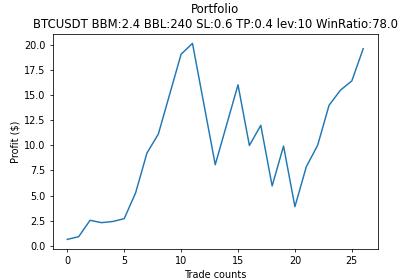 Portfolio
BTCUSDT BBM:2.4 BBL:240 SL:0.6 TP:0.4 lev:10 WinRatio:78.0
20.0
17.5
15.0
12.5
10.0
7.5
5.0
2.5
0.0
Profit ($)
0 5 10 15 20 25
Trade counts